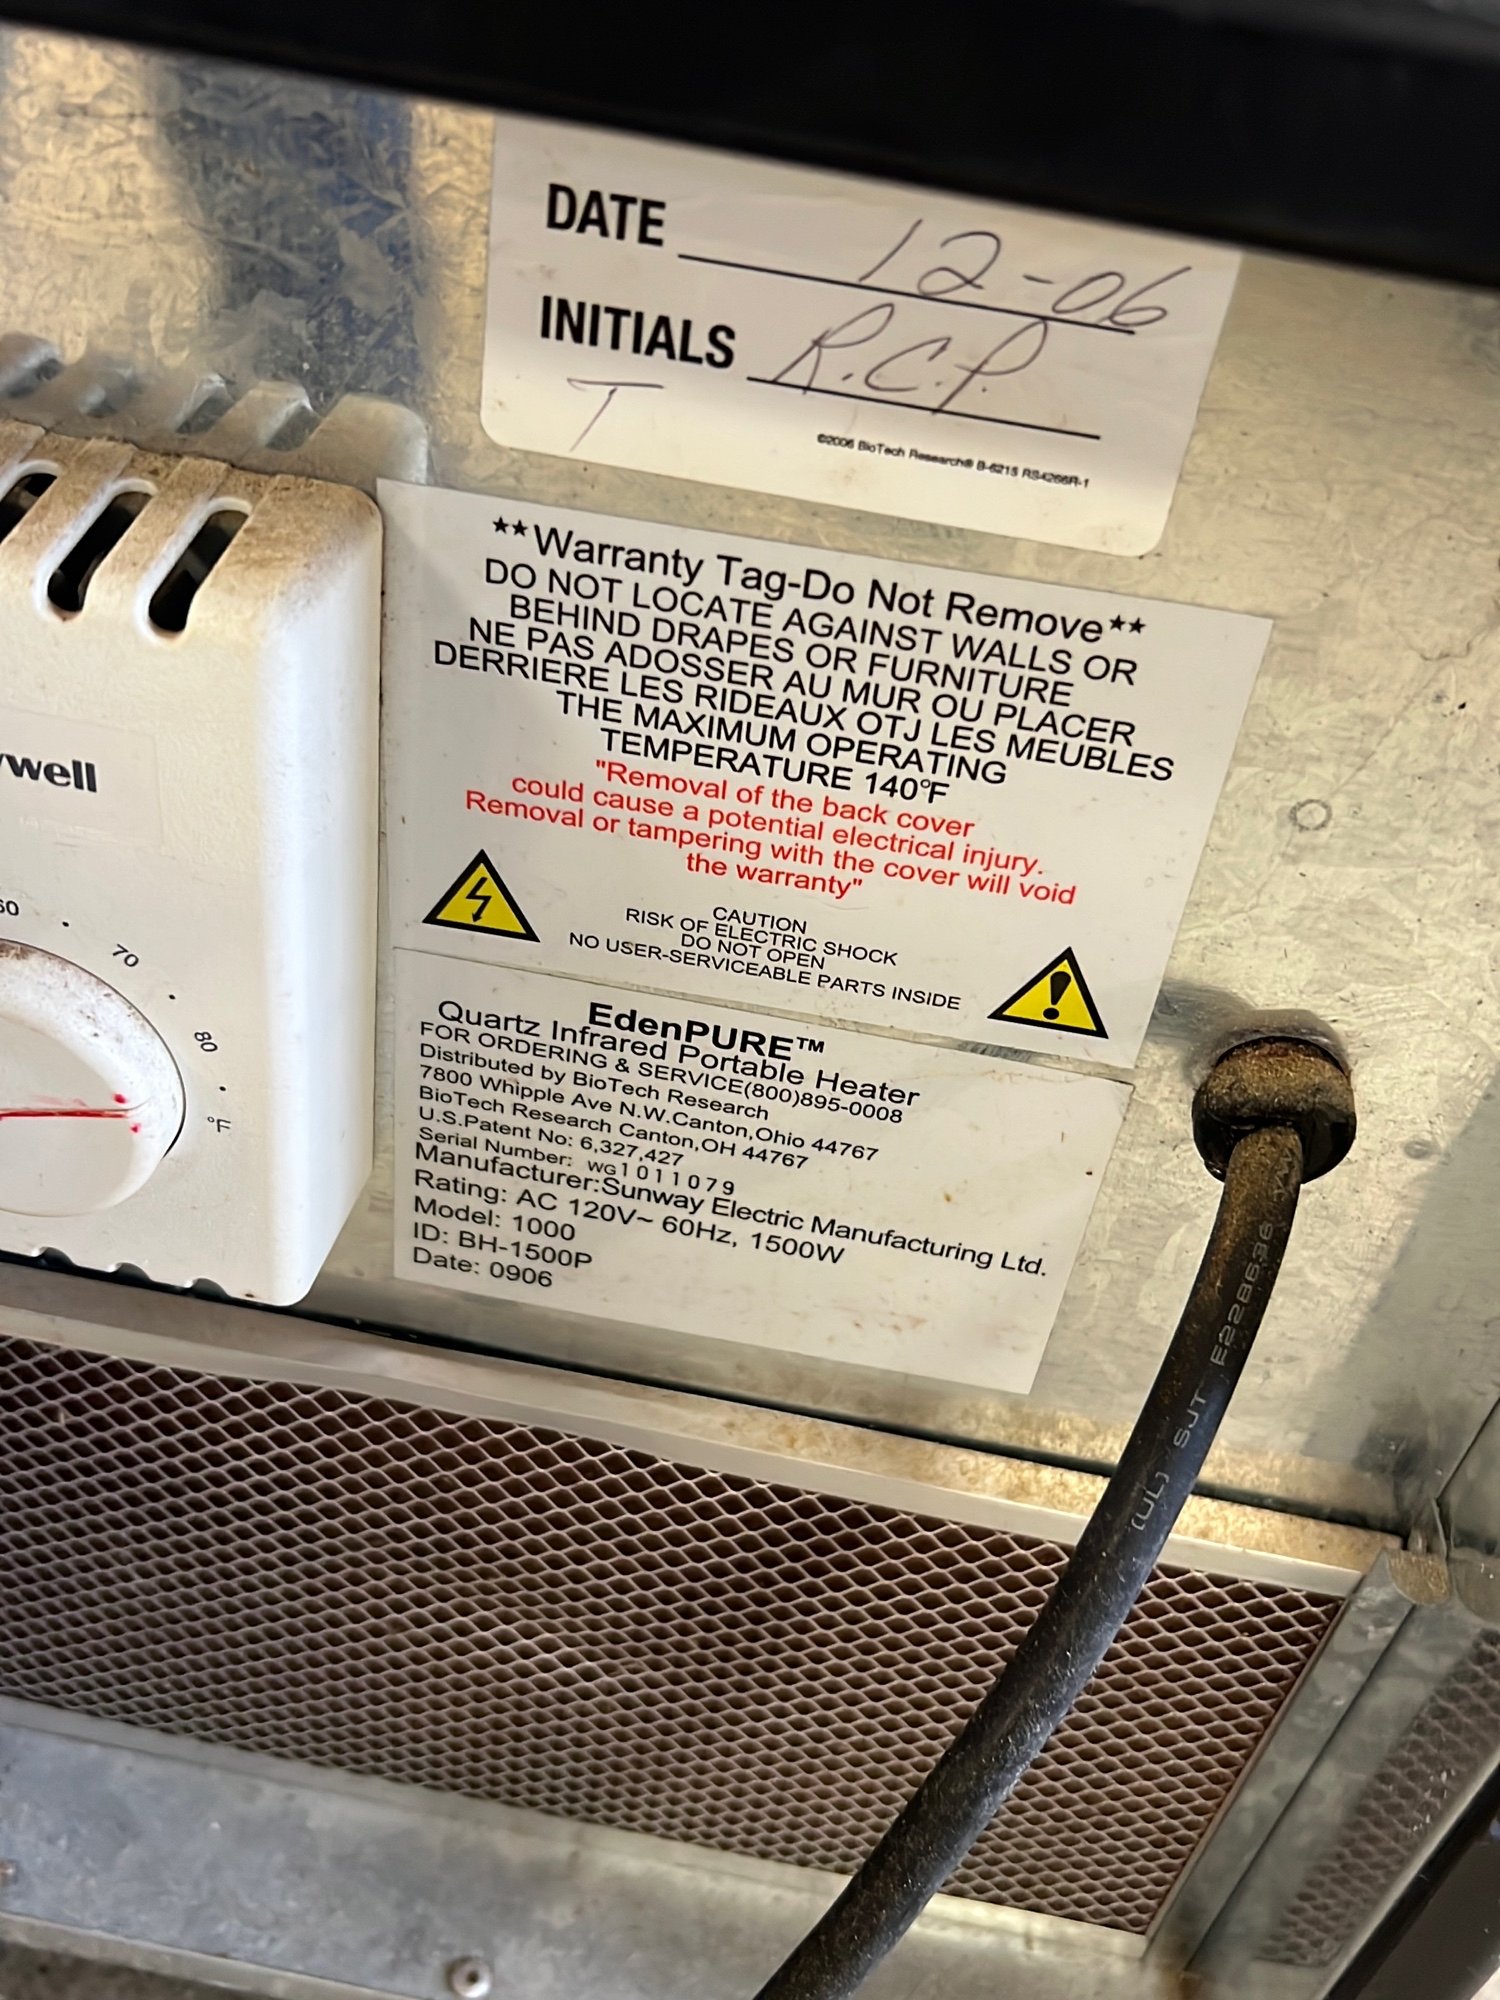 DATE 12-06
INITIALS R.C.P.
T
©2006 BioTech Research® B-6215 RS4266R-1
**Warranty Tag-Do Not Remove**
DO NOT LOCATE AGAINST WALLS OR
BEHIND DRAPES OR FURNITURE
NE PAS ADOSSER AU MUR OU PLACER
DERRIERE LES RIDEAUX OTJ LES MEUBLES
THE MAXIMUM OPERATING
TEMPERATURE 140°F
"Removal of the back cover
could cause a potential electrical injury.
Removal or tampering with the cover will void
the warranty"
CAUTION
RISK OF ELECTRIC SHOCK
DO NOT OPEN
NO USER-SERVICEABLE PARTS INSIDE
EdenPURE™
Quartz Infrared Portable Heater
FOR ORDERING & SERVICE(800)895-0008
Distributed by BioTech Research
7800 Whipple Ave N.W.Canton,Ohio 44767
BioTech Research Canton,OH 44767
U.S.Patent No: 6,327,427
Serial Number: WG1011079
Manufacturer:Sunway Electric Manufacturing Ltd.
Rating: AC 120V~ 60Hz, 1500W
Model: 1000
ID: BH-1500P
Date: 0906
ywell
60
70
80
°F
(UL) SJT E228636